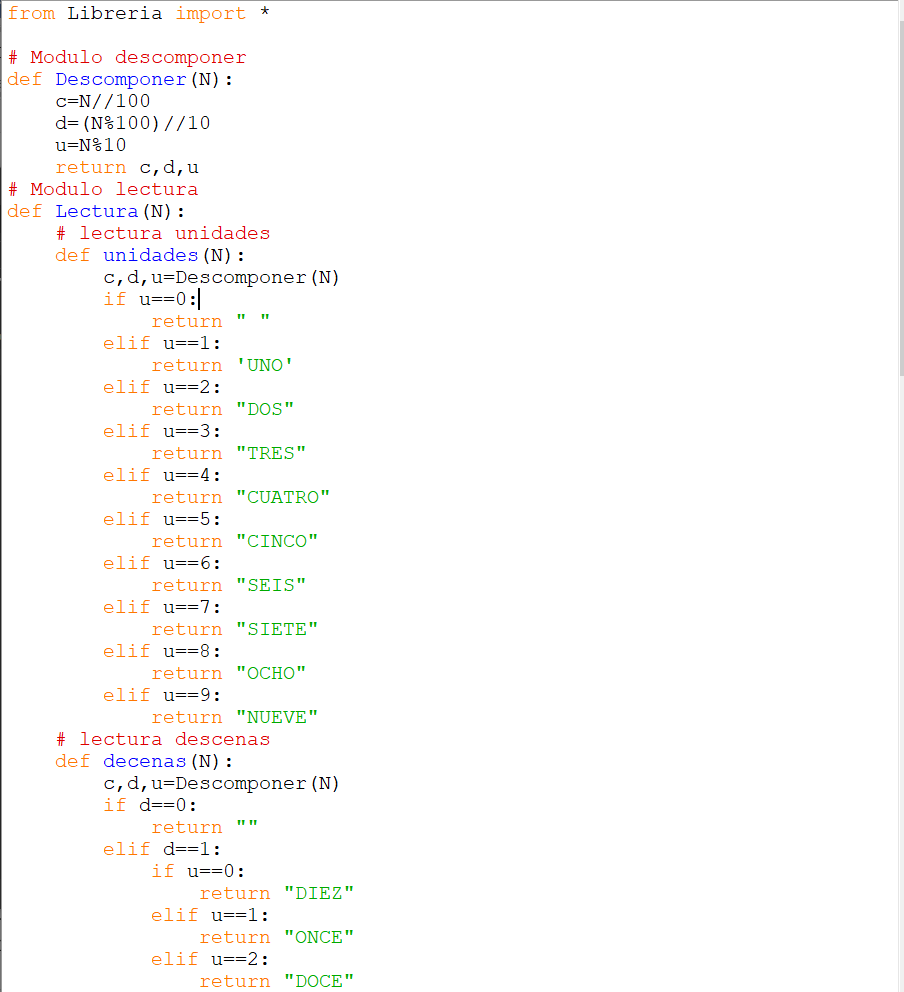 from Libreria import *

# Modulo descomponer
def Descomponer(N):
    c=N//100
    d=(N%100)//10
    u=N%10
    return c,d,u
# Modulo lectura
def Lectura(N):
    # lectura unidades
    def unidades(N):
        c,d,u=Descomponer(N)
        if u==0:
            return " "
        elif u==1:
            return 'UNO'
        elif u==2:
            return "DOS"
        elif u==3:
            return "TRES"
        elif u==4:
            return "CUATRO"
        elif u==5:
            return "CINCO"
        elif u==6:
            return "SEIS"
        elif u==7:
            return "SIETE"
        elif u==8:
            return "OCHO"
        elif u==9:
            return "NUEVE"
    # lectura descenas
    def decenas(N):
        c,d,u=Descomponer(N)
        if d==0:
            return ""
        elif d==1:
            if u==0:
                return "DIEZ"
            elif u==1:
                return "ONCE"
            elif u==2:
                return "DOCE"